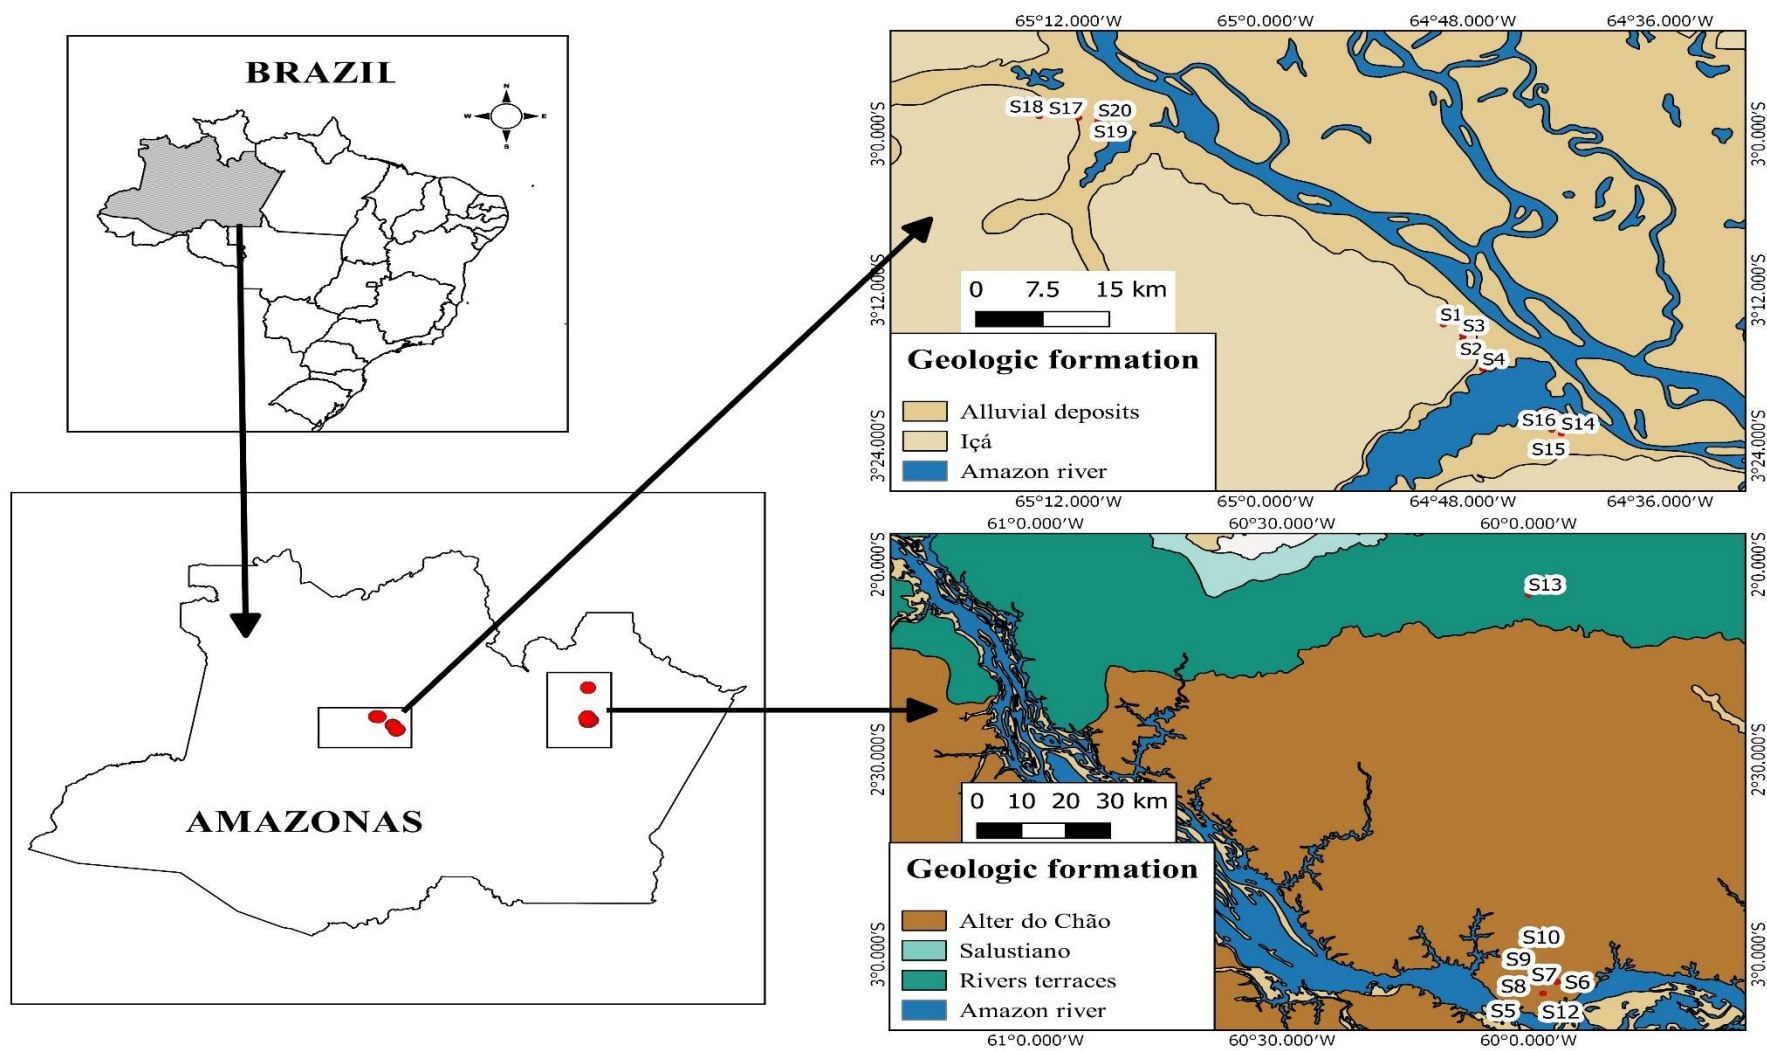 BRAZIL
N
W
E
S
AMAZONAS
65°12.000'W 65°0.000'W 64°48.000'W 64°36.000'W
3°0.000'S
3°12.000'S
3°24.000'S
3°0.000'S
3°12.000'S
3°24.000'S
S18 S17 S20
S19
S1
S3
S2
S4
S16 S14
S15
0 7.5 15 km
Geologic formation
Alluvial deposits
Içá
Amazon river
65°12.000'W 65°0.000'W 64°48.000'W 64°36.000'W
61°0.000'W 60°30.000'W 60°0.000'W
2°0.000'S
2°30.000'S
3°0.000'S
2°0.000'S
2°30.000'S
3°0.000'S
S13
S10
S9
S7
S6
S8
S5
S12
0 10 20 30 km
Geologic formation
Alter do Chão
Salustiano
Rivers terraces
Amazon river
61°0.000'W 60°30.000'W 60°0.000'W